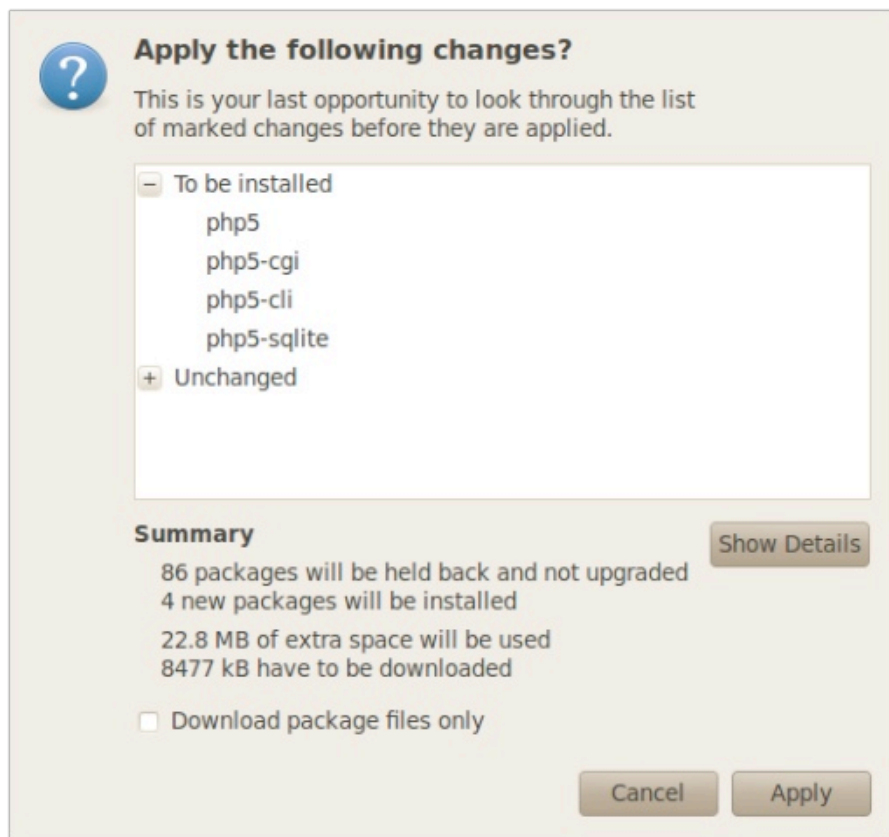 Apply the following changes?
This is your last opportunity to look through the list
of marked changes before they are applied.
To be installed
php5
php5-cgi
php5-cli
php5-sqlite
Unchanged
Summary
Show Details
86 packages will be held back and not upgraded
4 new packages will be installed
22.8 MB of extra space will be used
8477 kB have to be downloaded
Download package files only
Cancel
Apply